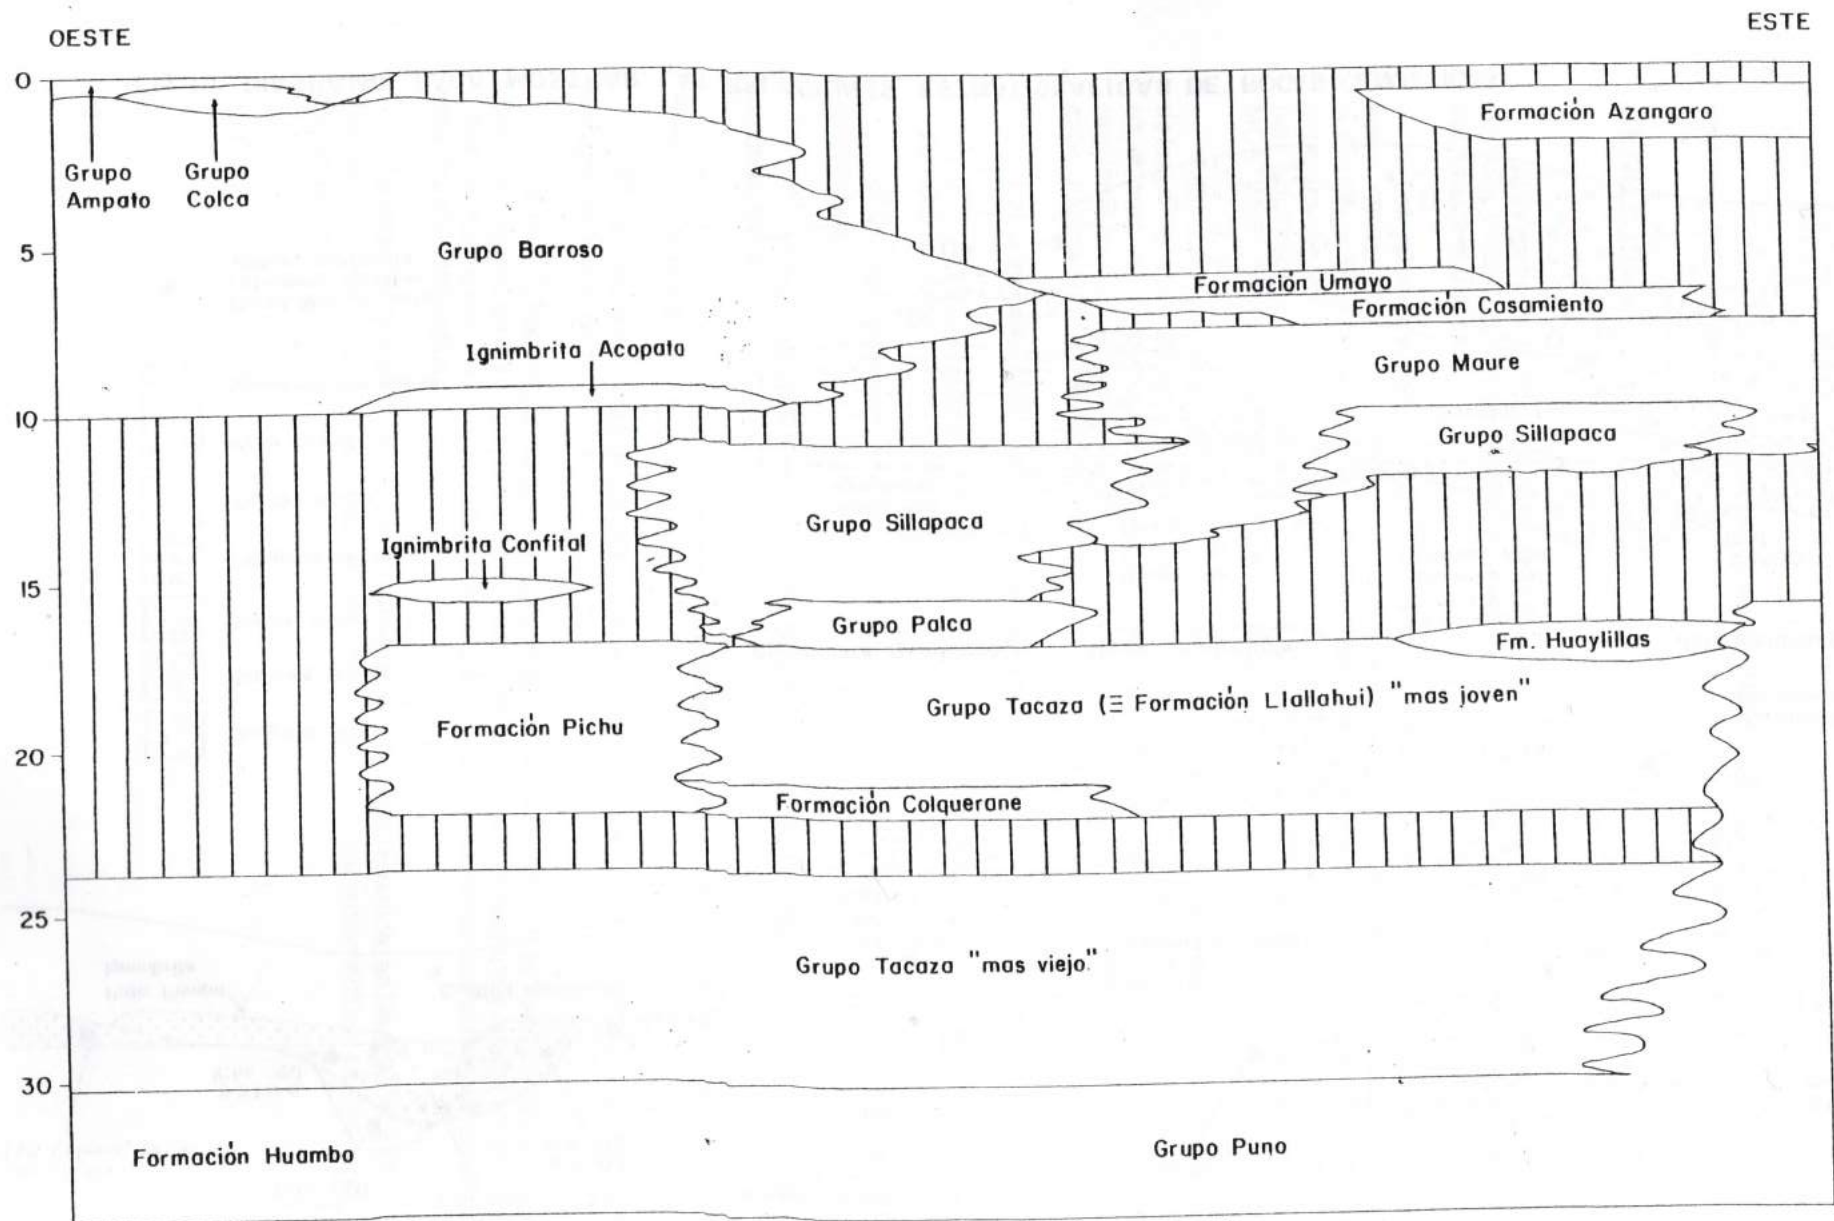 OESTE
ESTE
0
Formación Azangaro
Grupo
Ampato
Grupo
Colca
5
Grupo Barroso
Formación Umayo
Formación Casamiento
Ignimbrita Acopata
Grupo Maure
10
Grupo Sillapaca
Grupo Sillapaca
Ignimbrita Confital
15
Grupo Palca
Fm. Huaylillas
Grupo Tacaza (Ξ Formación Llallahui) "mas joven"
Formación Pichu
20
Formación Colquerane
25
Grupo Tacaza "mas viejo."
30
Formación Huambo
Grupo Puno